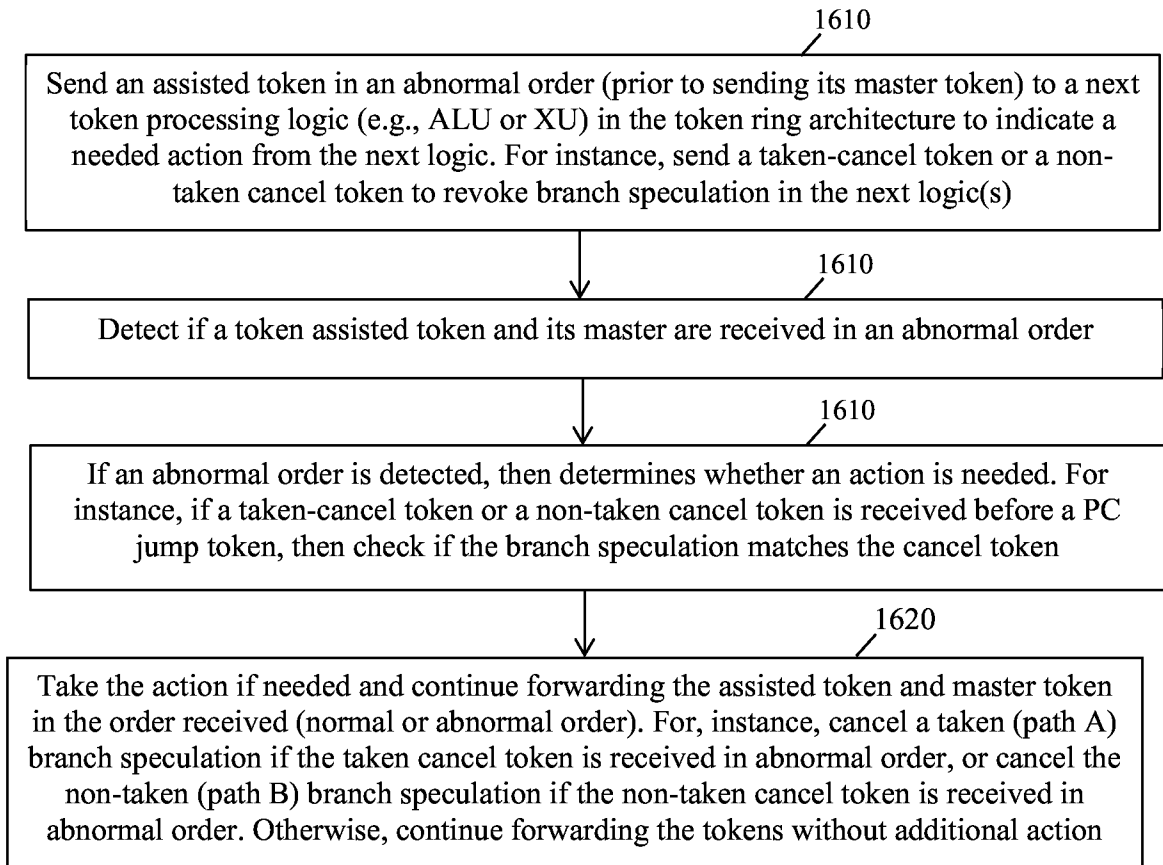 1610
Send an assisted token in an abnormal order (prior to sending its master token) to a next
token processing logic (e.g., ALU or XU) in the token ring architecture to indicate a
needed action from the next logic. For instance, send a taken-cancel token or a non-
taken cancel token to revoke branch speculation in the next logic(s)
1610
Detect if a token assisted token and its master are received in an abnormal order
1610
If an abnormal order is detected, then determines whether an action is needed. For
instance, if a taken-cancel token or a non-taken cancel token is received before a PC
jump token, then check if the branch speculation matches the cancel token
1620
Take the action if needed and continue forwarding the assisted token and master token
in the order received (normal or abnormal order). For, instance, cancel a taken (path A)
branch speculation if the taken cancel token is received in abnormal order, or cancel the
non-taken (path B) branch speculation if the non-taken cancel token is received in
abnormal order. Otherwise, continue forwarding the tokens without additional action